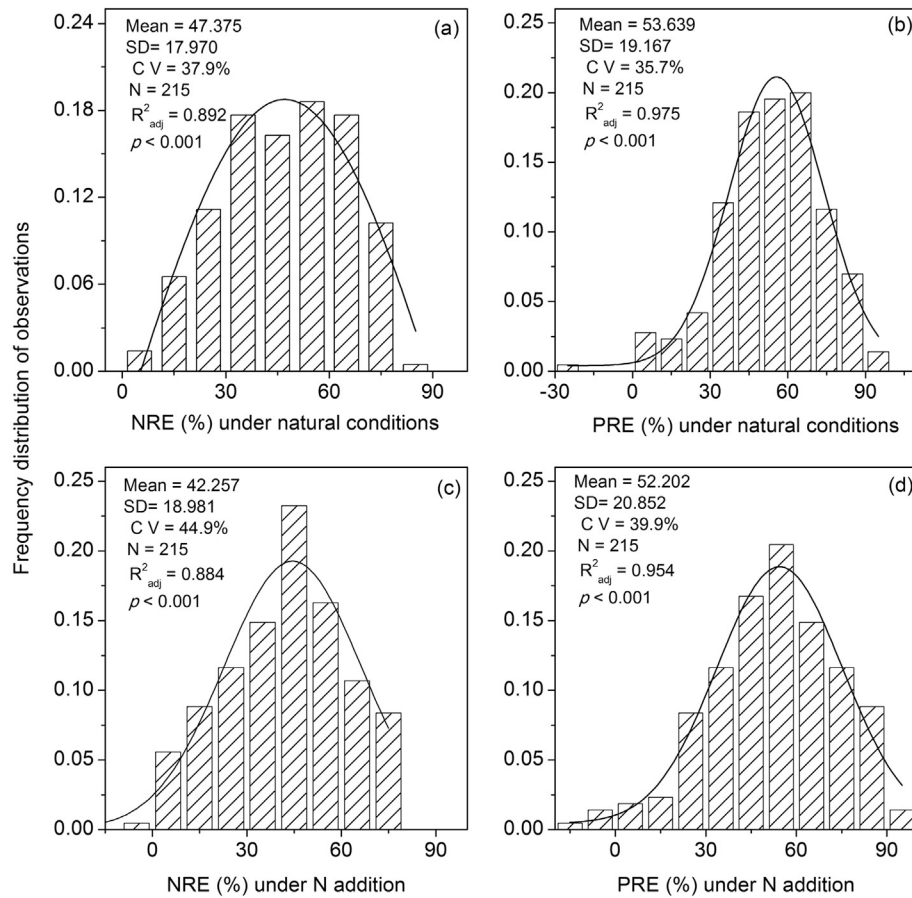 Frequency distribution of observations
(a)
Mean = 47.375
SD= 17.970
C V = 37.9%
N = 215
R²adj = 0.892
p < 0.001
0.24
0.18
0.12
0.06
0.00
0 30 60 90
NRE (%) under natural conditions
(b)
Mean = 53.639
SD= 19.167
C V = 35.7%
N = 215
R²adj = 0.975
p < 0.001
0.25
0.20
0.15
0.10
0.05
0.00
-30 0 30 60 90
PRE (%) under natural conditions
(c)
Mean = 42.257
SD= 18.981
C V = 44.9%
N = 215
R²adj = 0.884
p < 0.001
0.25
0.20
0.15
0.10
0.05
0.00
0 30 60 90
NRE (%) under N addition
(d)
Mean = 52.202
SD= 20.852
C V = 39.9%
N = 215
R²adj = 0.954
p < 0.001
0.25
0.20
0.15
0.10
0.05
0.00
0 30 60 90
PRE (%) under N addition